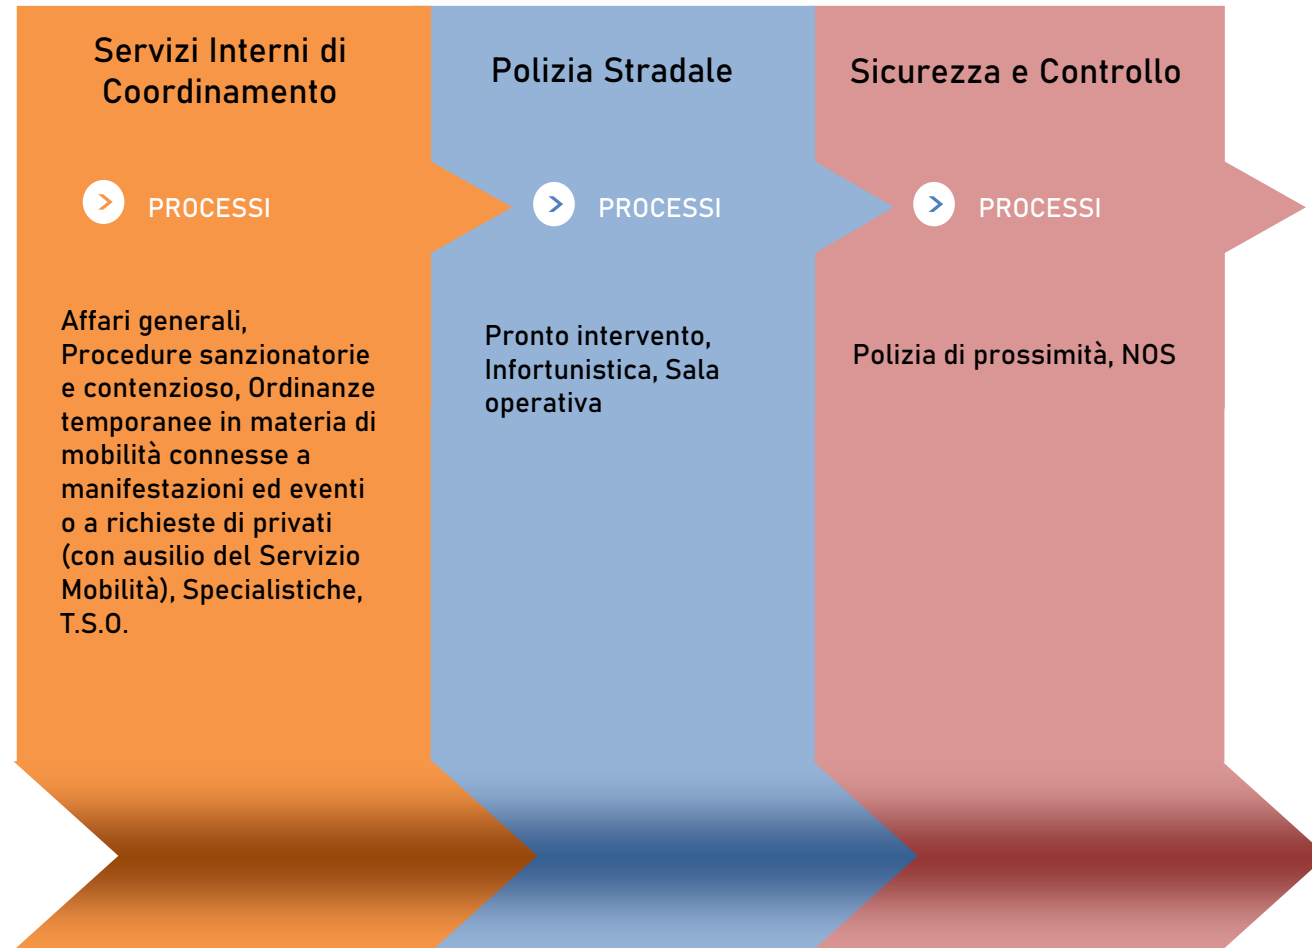 Servizi Interni di
Coordinamento
PROCESSI
Affari generali,
Procedure sanzionatorie
e contenzioso, Ordinanze
temporanee in materia di
mobilità connesse a
manifestazioni ed eventi
o a richieste di privati
(con ausilio del Servizio
Mobilità), Specialistiche,
T.S.O.
Polizia Stradale
PROCESSI
Pronto intervento,
Infortunistica, Sala
operativa
Sicurezza e Controllo
PROCESSI
Polizia di prossimità, NOS